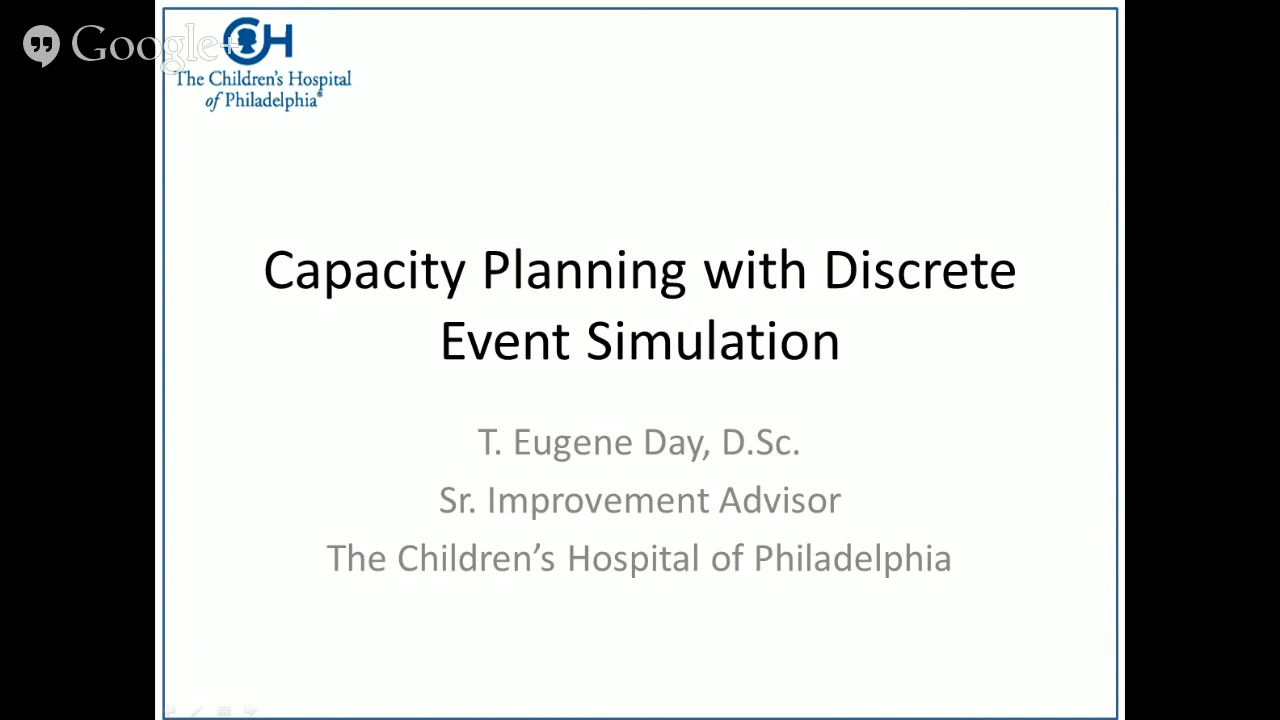 Google+
CH
The Children's Hospital
of Philadelphia®
Capacity Planning with Discrete
Event Simulation
T. Eugene Day, D.Sc.
Sr. Improvement Advisor
The Children’s Hospital of Philadelphia